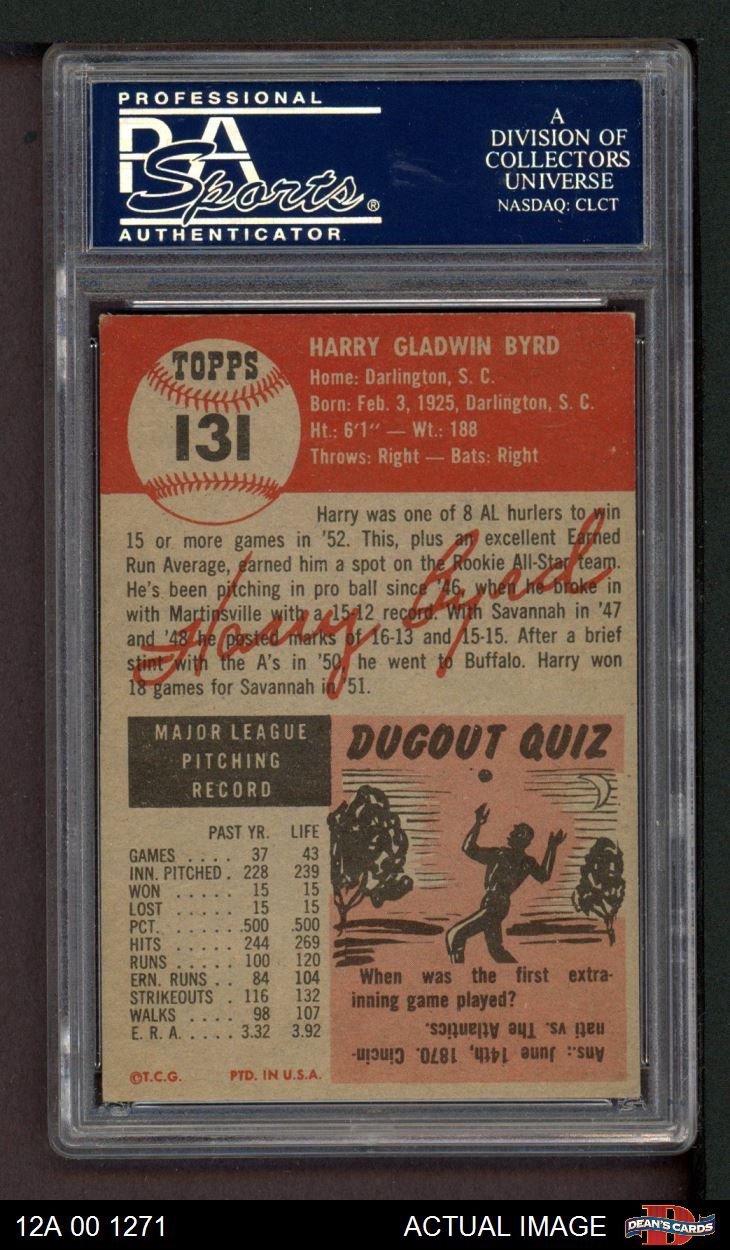 PROFESSIONAL
PSA
Sports®
AUTHENTICATOR
A
DIVISION OF
COLLECTORS
UNIVERSE
NASDAQ: CLCT
TOPPS
131
HARRY GLADWIN BYRD
Home: Darlington, S. C.
Born: Feb. 3, 1925, Darlington, S. C.
Ht.: 6'1" — Wt.: 188
Throws: Right — Bats: Right
Harry was one of 8 AL hurlers to win
15 or more games in '52. This, plus an excellent Earned
Run Average, earned him a spot on the Rookie All-Star team.
He's been pitching in pro ball since '46, when he broke in
with Martinsville with a 15-12 record. With Savannah in '47
and '48 he posted marks of 16-13 and 15-15. After a brief
stint with the A's in '50, he went to Buffalo. Harry won
18 games for Savannah in '51.
Harry Byrd
MAJOR LEAGUE
PITCHING
RECORD
PAST YR. LIFE
GAMES .... 37 43
INN. PITCHED . 228 239
WON ..... 15 15
LOST ..... 15 15
PCT. ..... .500 .500
HITS ..... 244 269
RUNS ..... 100 120
ERN. RUNS .. 84 104
STRIKEOUTS . 116 132
WALKS .... 98 107
E. R. A. .... 3.32 3.92
©T.C.G. PTD. IN U.S.A.
DUGOUT QUIZ
When was the first extra-
inning game played?
Ans.: June 14th, 1870. Cincin-
nati vs. The Atlantics.
12A 00 1271
ACTUAL IMAGE
D
DEAN'S CARDS